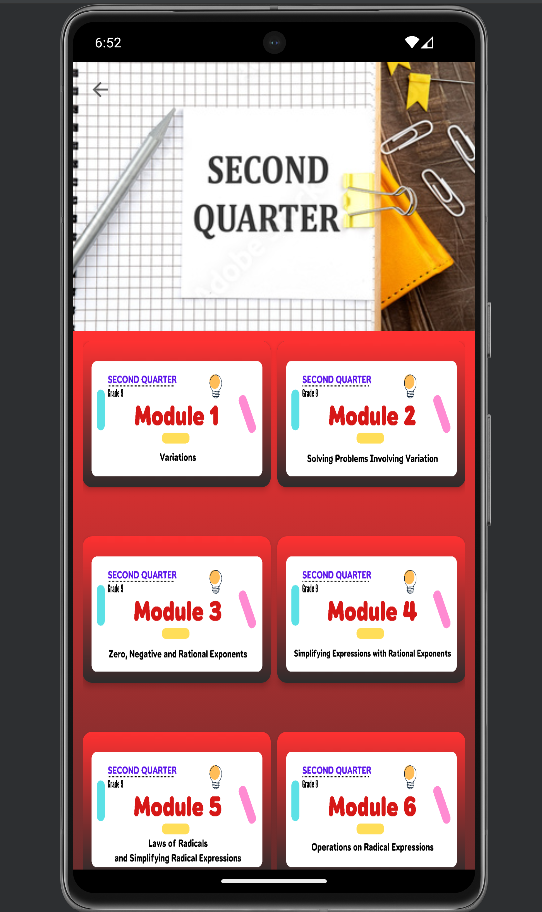 6:52
SECOND
QUARTER
Adobe Stock
SECOND QUARTER
Grade 9
Module 1
Variations
SECOND QUARTER
Grade 9
Module 2
Solving Problems Involving Variation
SECOND QUARTER
Grade 9
Module 3
Zero, Negative and Rational Exponents
SECOND QUARTER
Grade 9
Module 4
Simplifying Expressions with Rational Exponents
SECOND QUARTER
Grade 9
Module 5
Laws of Radicals
and Simplifying Radical Expressions
SECOND QUARTER
Grade 9
Module 6
Operations on Radical Expressions